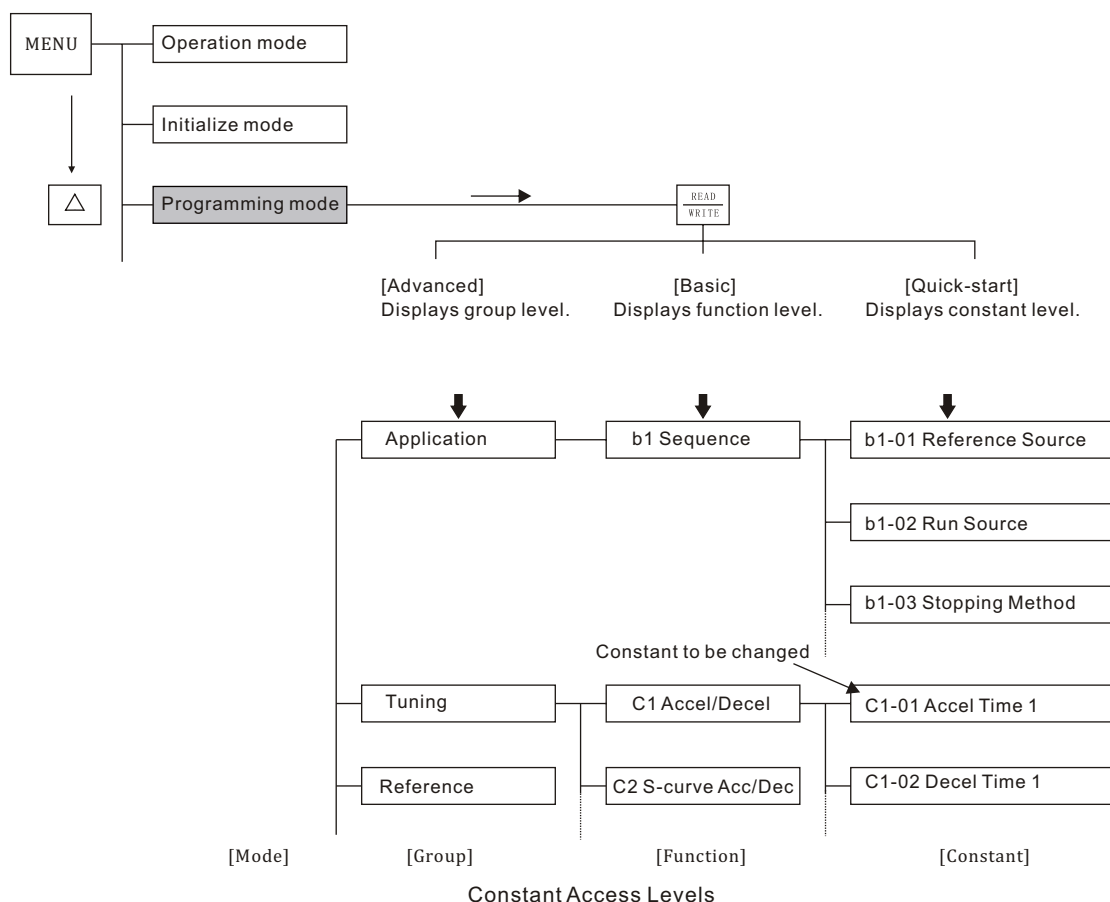 MENU
Operation mode
Initialize mode
Programming mode
READ
WRITE
[Advanced]
Displays group level.
[Basic]
Displays function level.
[Quick-start]
Displays constant level.
Application
b1 Sequence
b1-01 Reference Source
b1-02 Run Source
b1-03 Stopping Method
Constant to be changed
Tuning
C1 Accel/Decel
C1-01 Accel Time 1
Reference
C2 S-curve Acc/Dec
C1-02 Decel Time 1
[Mode]
[Group]
[Function]
[Constant]
Constant Access Levels